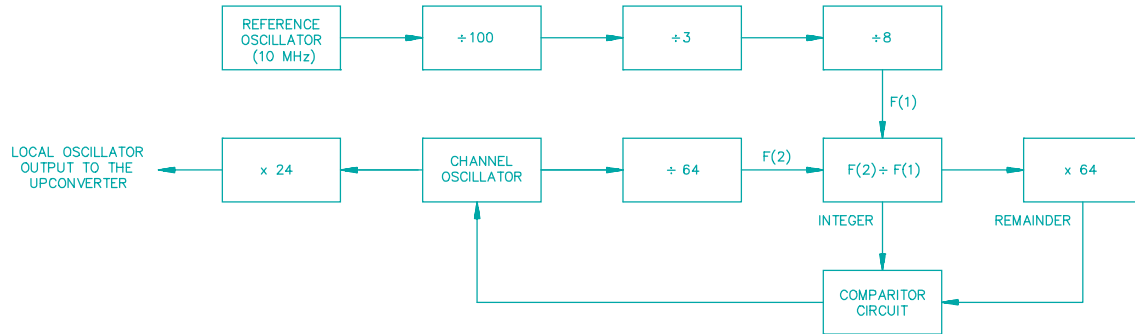 REFERENCE
OSCILLATOR
(10 MHz)
÷100
÷3
÷8
F(1)
LOCAL OSCILLATOR
OUTPUT TO THE
UPCONVERTER
x 24
CHANNEL
OSCILLATOR
÷ 64
F(2)
F(2)÷ F(1)
x 64
INTEGER
REMAINDER
COMPARITOR
CIRCUIT